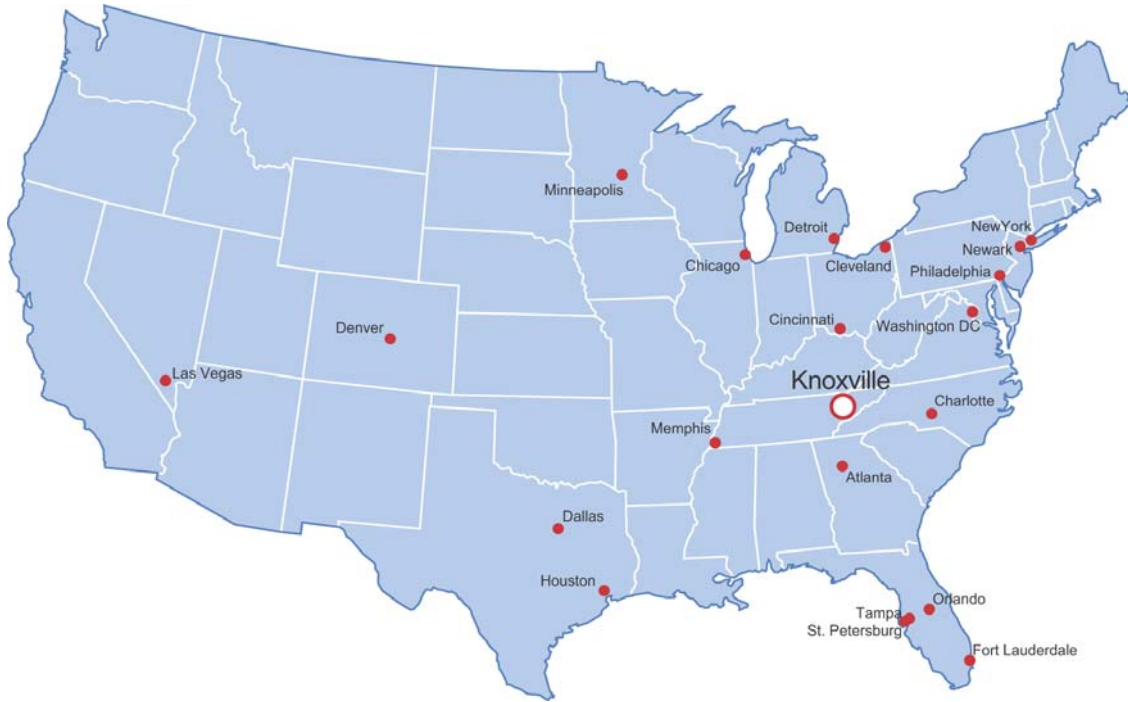 Minneapolis
Detroit
NewYork
Newark
Chicago
Cleveland
Philadelphia
Cincinnati
Washington DC
Denver
Las Vegas
Knoxville
Charlotte
Memphis
Atlanta
Dallas
Houston
Orlando
Tampa
St. Petersburg
Fort Lauderdale